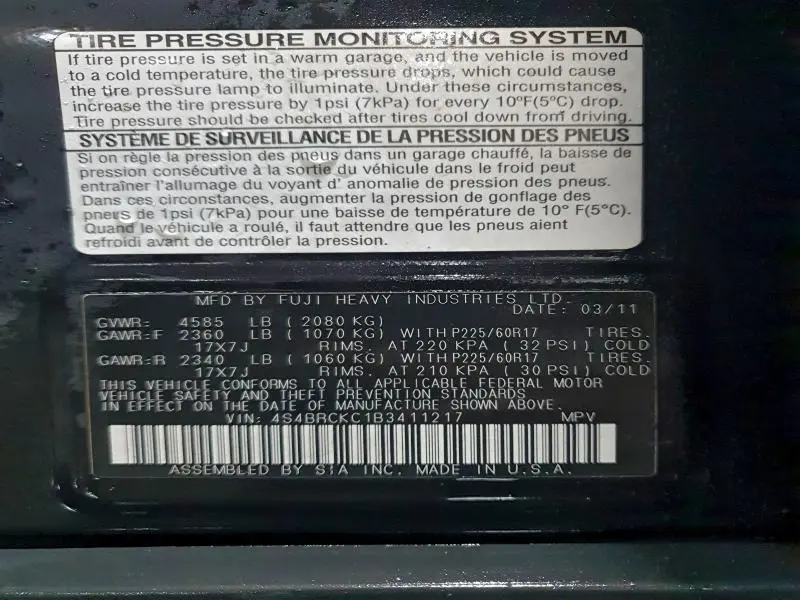 TIRE PRESSURE MONITORING SYSTEM
If tire pressure is set in a warm garage, and the vehicle is moved
to a cold temperature, the tire pressure drops, which could cause
the tire pressure lamp to illuminate. Under these circumstances,
increase the tire pressure by 1psi (7kPa) for every 10°F(5°C) drop.
Tire pressure should be checked after tires cool down from driving.
SYSTÈME DE SURVEILLANCE DE LA PRESSION DES PNEUS
Si on règle la pression des pneus dans un garage chauffé, la baisse de
pression consécutive à la sortie du véhicule dans le froid peut
entraîner l'allumage du voyant d' anomalie de pression des pneus.
Dans ces circonstances, augmenter la pression de gonflage des
pneus de 1psi (7kPa) pour une baisse de température de 10° F(5°C).
Quand le véhicule a roulé, il faut attendre que les pneus aient
refroidi avant de contrôler la pression.
MFD BY FUJI HEAVY INDUSTRIES LTD.
DATE: 03/11
GVWR: 4585 LB (2080 KG)
GAWR:F 2360 LB (1070 KG) WITH P225/60R17 TIRES.
17X7J RIMS. AT 220 KPA (32 PSI) COLD
GAWR:R 2340 LB (1060 KG) WITH P225/60R17 TIRES.
17X7J RIMS. AT 210 KPA (30 PSI) COLD
THIS VEHICLE CONFORMS TO ALL APPLICABLE FEDERAL MOTOR
VEHICLE SAFETY AND THEFT PREVENTION STANDARDS
IN EFFECT ON THE DATE OF MANUFACTURE SHOWN ABOVE.
VIN: 4S4BRCKC1B3411217 MPV
ASSEMBLED BY SIA INC. MADE IN U.S.A.